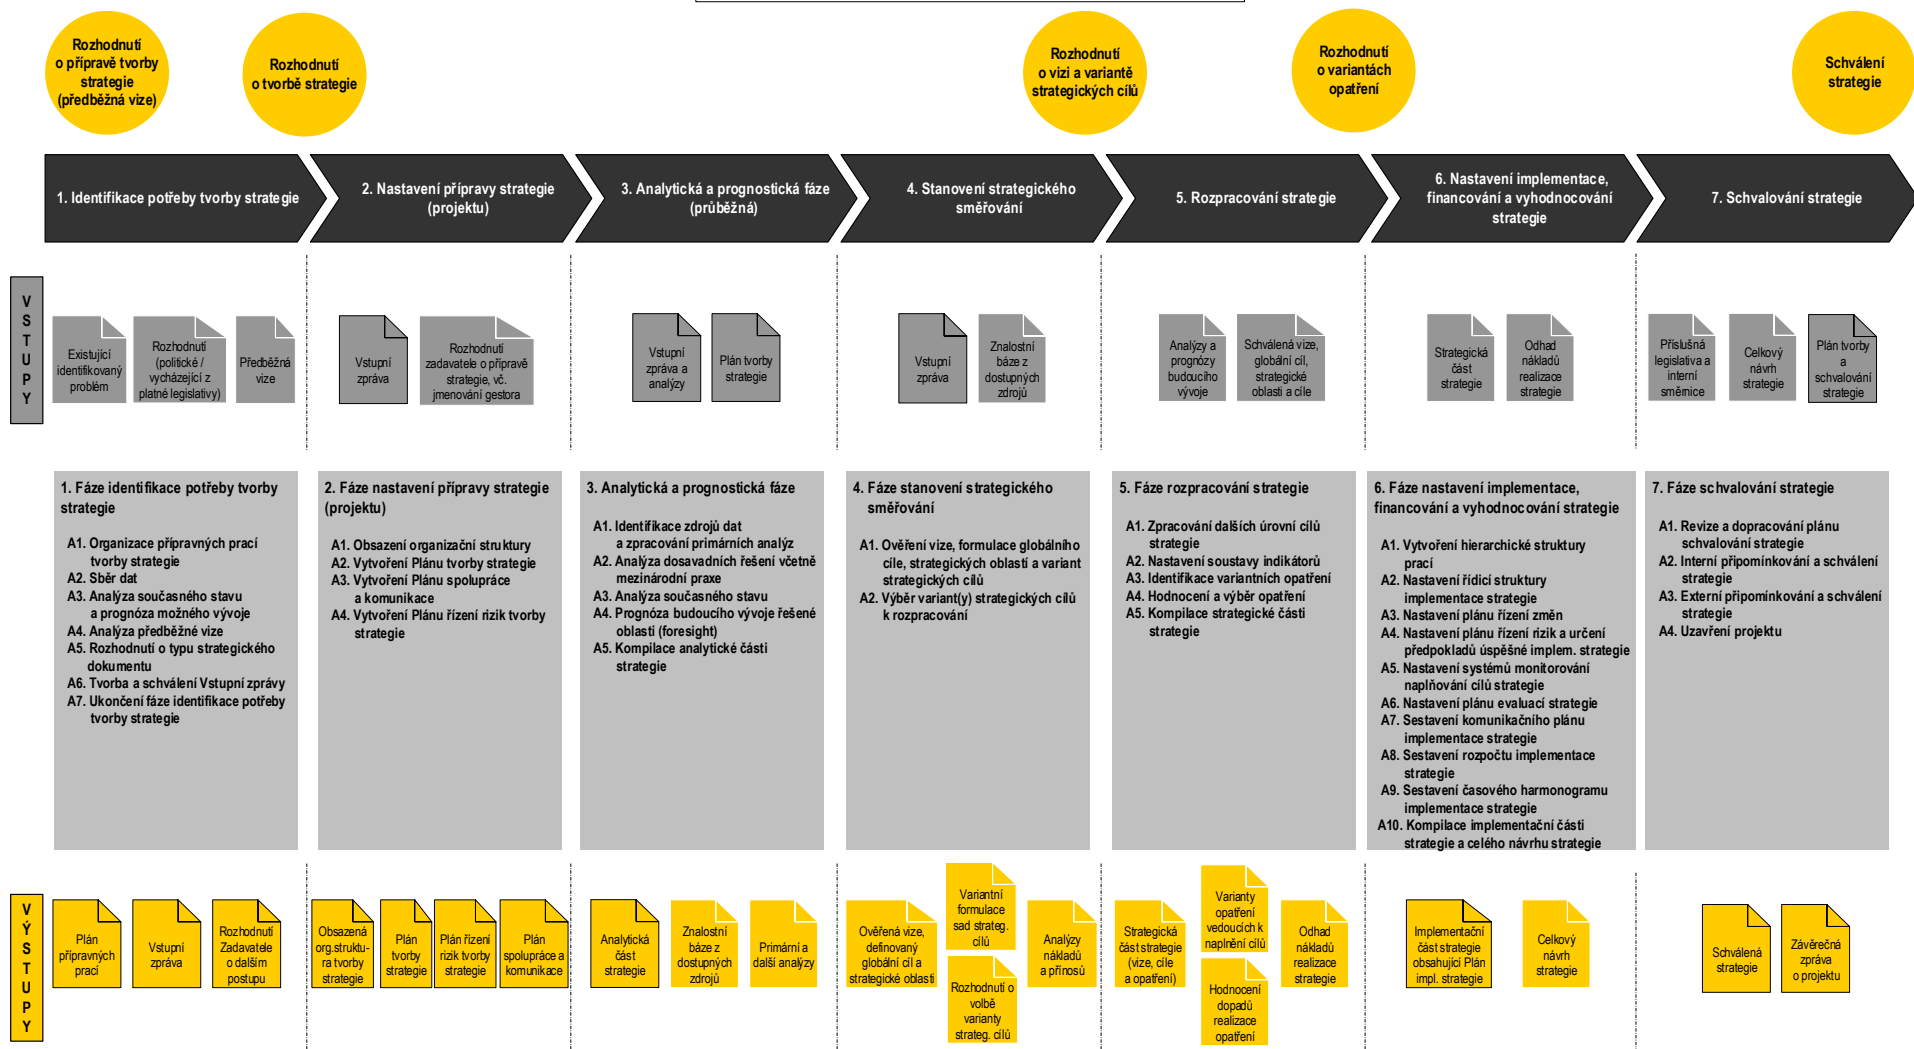 Rozhodnutí
o přípravě tvorby
strategie
(předběžná vize)
Rozhodnutí
o tvorbě strategie
Rozhodnutí
o vizi a variantě
strategických cílů
Rozhodnutí
o variantách
opatření
Schválení
strategie
1. Identifikace potřeby tvorby strategie
2. Nastavení přípravy strategie
(projektu)
3. Analytická a prognostická fáze
(průběžná)
4. Stanovení strategického
směřování
5. Rozpracování strategie
6. Nastavení implementace,
financování a vyhodnocování
strategie
7. Schvalování strategie
V
S
T
U
P
Y
Existující
identifikovaný
problém
Rozhodnutí
(politické /
vycházející z
platné legislativy)
Předběžná
vize
Vstupní
zpráva
Rozhodnutí
zadavatele o přípravě
strategie, vč.
jmenování gestora
Vstupní
zpráva a
analýzy
Plán tvorby
strategie
Vstupní
zpráva
Znalostní
báze z
dostupných
zdrojů
Analýzy a
prognózy
budoucího
vývoje
Schválená vize,
globální cíl,
strategické
oblasti a cíle
Strategická
část
strategie
Odhad
nákladů
realizace
strategie
Příslušná
legislativa a
interní
směrnice
Celkový
návrh
strategie
Plán tvorby
a
schvalování
strategie
1. Fáze identifikace potřeby tvorby
strategie
A1. Organizace přípravných prací
tvorby strategie
A2. Sběr dat
A3. Analýza současného stavu
a prognóza možného vývoje
A4. Analýza předběžné vize
A5. Rozhodnutí o typu strategického
dokumentu
A6. Tvorba a schválení Vstupní zprávy
A7. Ukončení fáze identifikace potřeby
tvorby strategie
2. Fáze nastavení přípravy strategie
(projektu)
A1. Obsazení organizační struktury
A2. Vytvoření Plánu tvorby strategie
A3. Vytvoření Plánu spolupráce
a komunikace
A4. Vytvoření Plánu řízení rizik tvorby
strategie
3. Analytická a prognostická fáze
A1. Identifikace zdrojů dat
a zpracování primárních analýz
A2. Analýza dosavadních řešení včetně
mezinárodní praxe
A3. Analýza současného stavu
A4. Prognóza budoucího vývoje řešené
oblasti (foresight)
A5. Kompilace analytické části
strategie
4. Fáze stanovení strategického
směřování
A1. Ověření vize, formulace globálního
cíle, strategických oblastí a variant
strategických cílů
A2. Výběr variant(y) strategických cílů
k rozpracování
5. Fáze rozpracování strategie
A1. Zpracování dalších úrovní cílů
strategie
A2. Nastavení soustavy indikátorů
A3. Identifikace variantních opatření
A4. Hodnocení a výběr opatření
A5. Kompilace strategické části
strategie
6. Fáze nastavení implementace,
financování a vyhodnocování strategie
A1. Vytvoření hierarchické struktury
prací
A2. Nastavení řídicí struktury
implementace strategie
A3. Nastavení plánu řízení změn
A4. Nastavení plánu řízení rizik a určení
předpokladů úspěšné implem. strategie
A5. Nastavení systémů monitorování
naplňování cílů strategie
A6. Nastavení plánu evaluací strategie
A7. Sestavení komunikačního plánu
implementace strategie
A8. Sestavení rozpočtu implementace
strategie
A9. Sestavení časového harmonogramu
implementace strategie
A10. Kompilace implementační části
strategie a celého návrhu strategie
7. Fáze schvalování strategie
A1. Revize a dopracování plánu
schvalování strategie
A2. Interní připomínkování a schválení
strategie
A3. Externí připomínkování a schválení
strategie
A4. Uzavření projektu
V
Ý
S
T
U
P
Y
Plán
přípravných
prací
Vstupní
zpráva
Rozhodnutí
Zadavatele
o dalším
postupu
Obsazená
org.struktu-
ra tvorby
strategie
Plán
tvorby
strategie
Plán řízení
rizik tvorby
strategie
Plán
spolupráce a
komunikace
Analytická
část
strategie
Znalostní
báze z
dostupných
zdrojů
Primární a
další analýzy
Ověřená vize,
definovaný
globální cíl a
strategické oblasti
Variantní
formulace
sad strateg.
cílů
Rozhodnutí o
volbě
varianty
strateg. cílů
Analýzy
nákladů
a přínosů
Strategická
část strategie
(vize, cíle
a opatření)
Varianty
opatření
vedoucích k
naplnění cílů
Hodnocení
dopadů
realizace
opatření
Odhad
nákladů
realizace
strategie
Implementační
část strategie
obsahující Plán
impl. strategie
Celkový
návrh
strategie
Schválená
strategie
Závěrečná
zpráva
o projektu